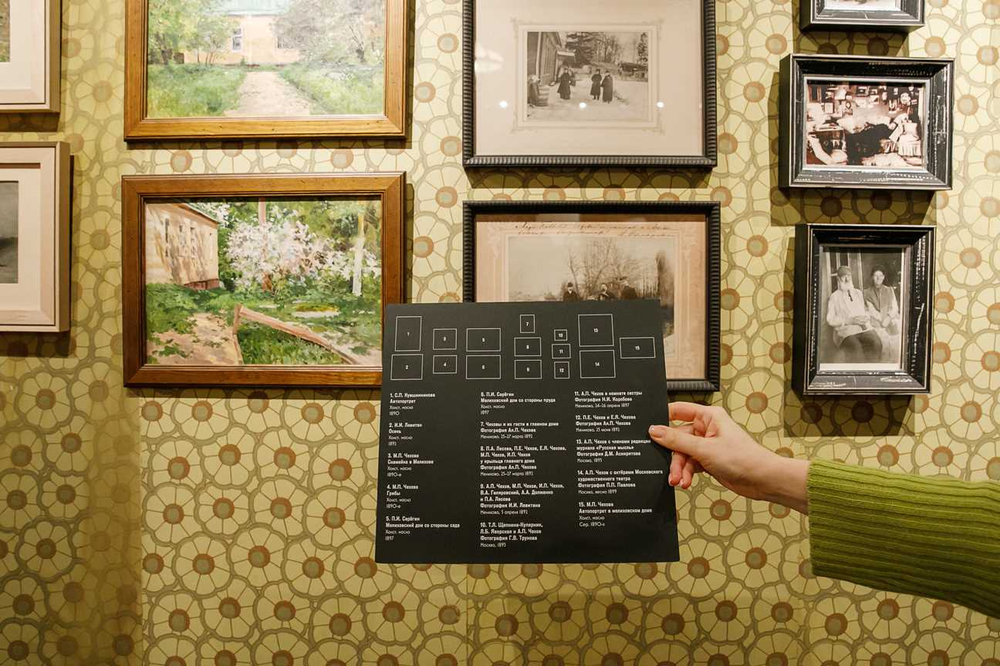 1
2
3
4
5
6
7
8
9
10
11
12
13
14
15
1. С.П. Кувшинникова
Автопортрет
Холст, масло
1890
2. И.И. Левитан
Осень
Холст, масло
1891
3. М.П. Чехова
Скамейка в Мелихове
Холст, масло
1890-е
4. М.П. Чехова
Грибы
Холст, масло
1890-е
5. П.И. Серёгин
Мелиховский дом со стороны сада
Холст, масло
1897
6. П.И. Серёгин
Мелиховский дом со стороны пруда
Холст, масло
1897
7. Чеховы и их гости в главном доме
Фотография Ал.П. Чехова
Мелихово, 25–27 марта 1892
8. П.А. Лесова, П.Е. Чехов, Е.Я. Чехова,
М.П. Чехов, И.П. Чехов
у крыльца главного дома
Фотография Ал.П. Чехова
Мелихово, 25–27 марта 1892
9. А.П. Чехов, М.П. Чехов, И.П. Чехов,
В.А. Гиляровский, А.А. Долженко
и П.А. Лесова
Фотография И.И. Левитана
Мелихово, 5 апреля 1892
10. Т.Л. Щепкина-Куперник,
Л.Б. Яворская и А.П. Чехов
Фотография Г.В. Трунова
Москва, 1893
11. А.П. Чехов в комнате сестры
Фотография Н.И. Коробова
Мелихово, 24–26 апреля 1897
12. П.Е. Чехов и Е.Я. Чехова
Фотография Ал.П. Чехова
Мелихово, 23 июня 1892
13. А.П. Чехов с членами редакции
журнала «Русская мысль»
Фотография Д.М. Асикритова
Москва, 1893
14. А.П. Чехов с актёрами Московского
художественного театра
Фотография П.П. Павлова
Москва, весна 1899
15. М.П. Чехова
Автопортрет в мелиховском доме
Холст, масло
Сер. 1890-х